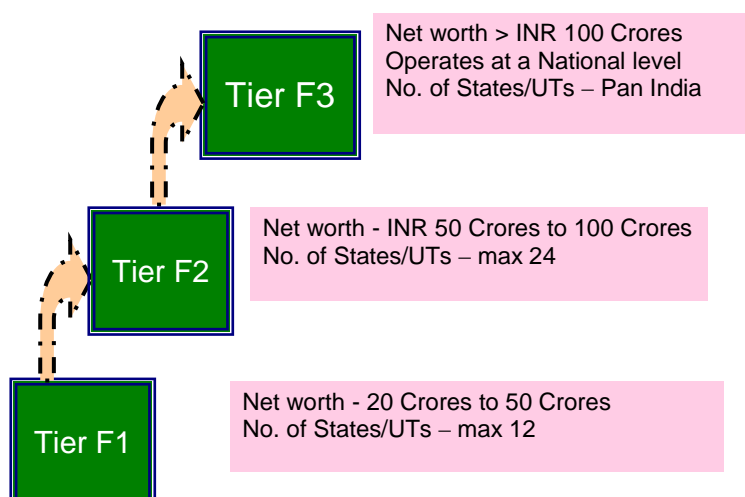 Tier F3
Net worth > INR 100 Crores
Operates at a National level
No. of States/UTs – Pan India
Tier F2
Net worth - INR 50 Crores to 100 Crores
No. of States/UTs – max 24
Tier F1
Net worth - 20 Crores to 50 Crores
No. of States/UTs – max 12